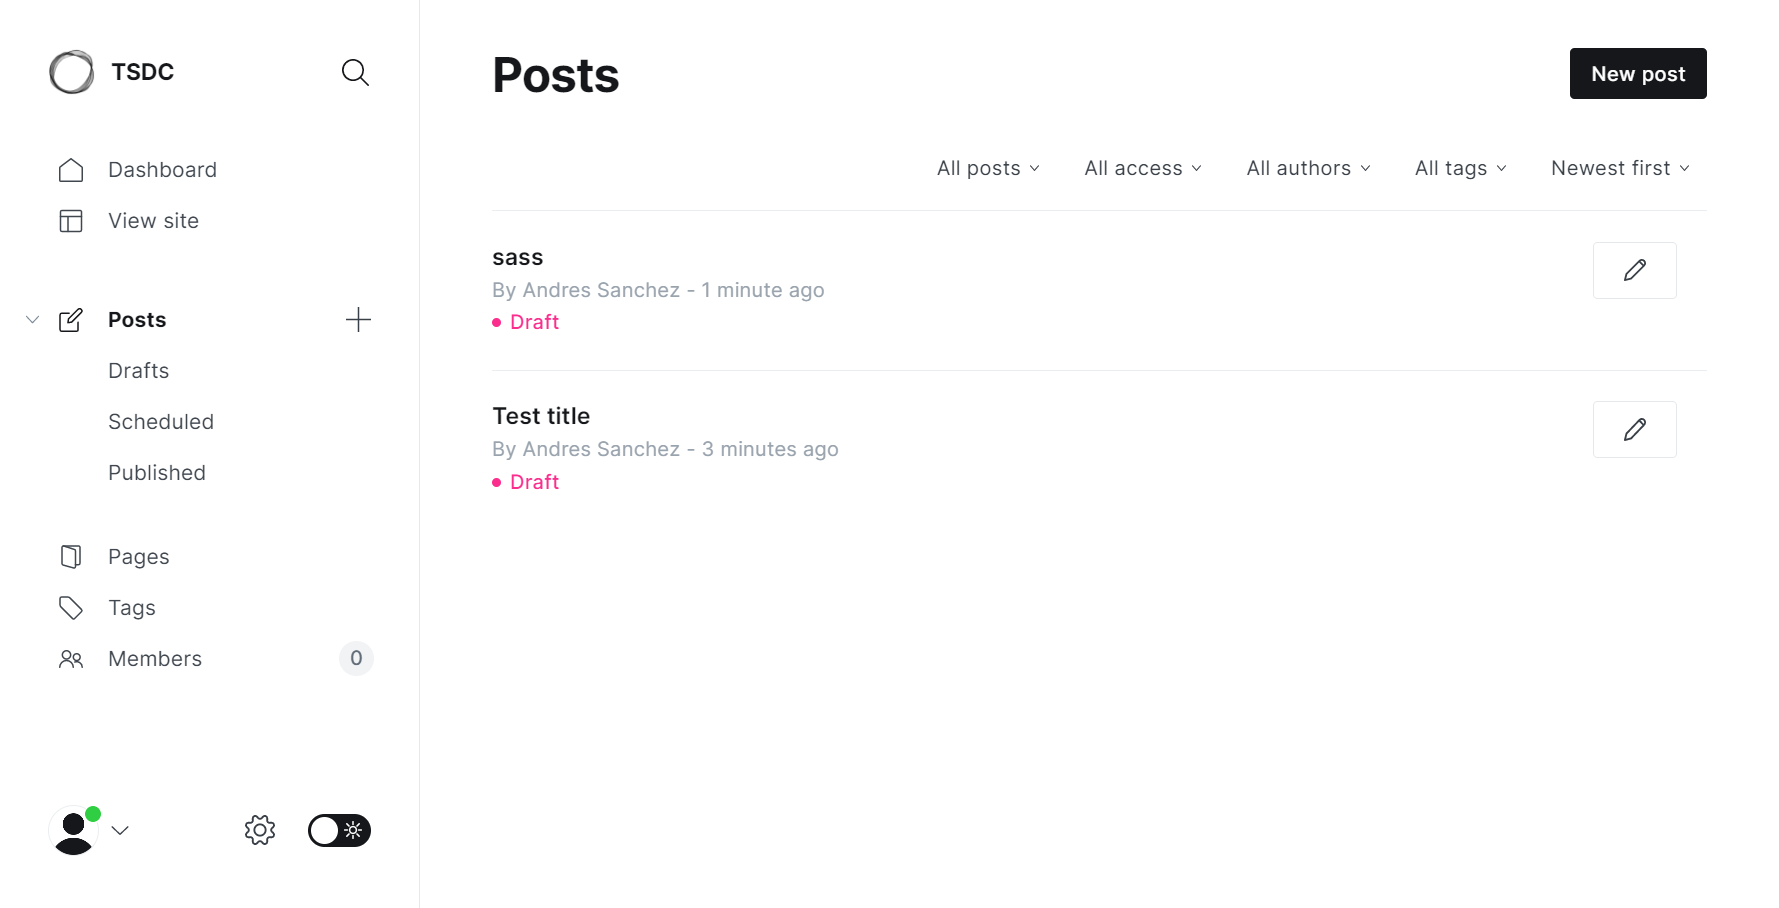 TSDC
Dashboard
View site
Posts
Drafts
Scheduled
Published
Pages
Tags
Members
0
Posts
New post
All posts
All access
All authors
All tags
Newest first
sass
By Andres Sanchez - 1 minute ago
Draft
Test title
By Andres Sanchez - 3 minutes ago
Draft